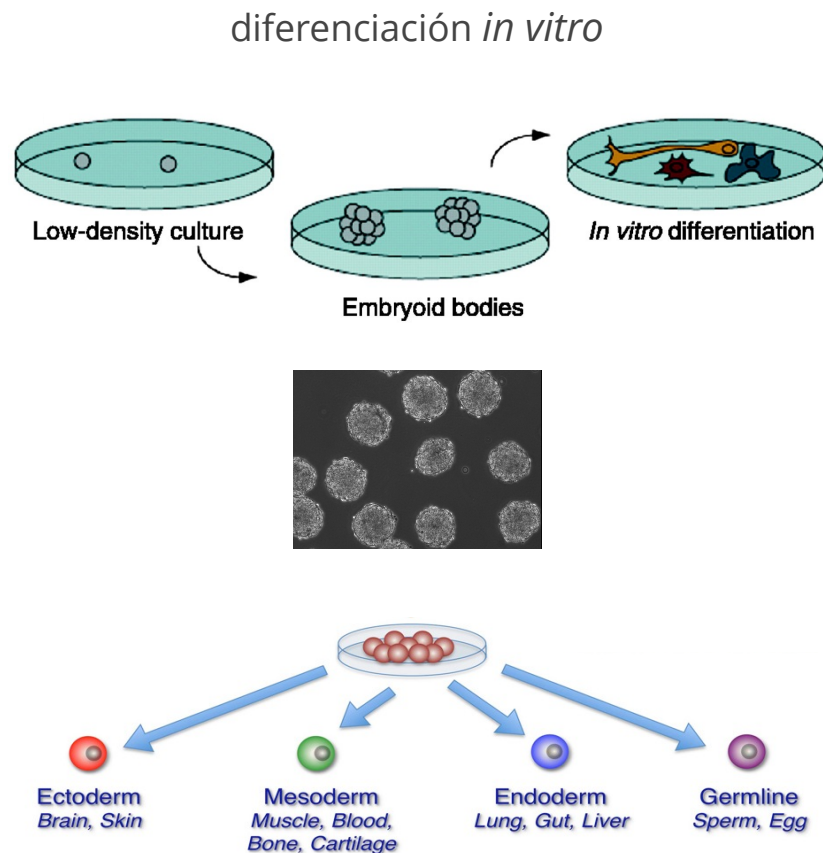 diferenciación in vitro
Low-density culture
In vitro differentiation
Embryoid bodies
Ectoderm
Brain, Skin
Mesoderm
Muscle, Blood,
Bone, Cartilage
Endoderm
Lung, Gut, Liver
Germline
Sperm, Egg